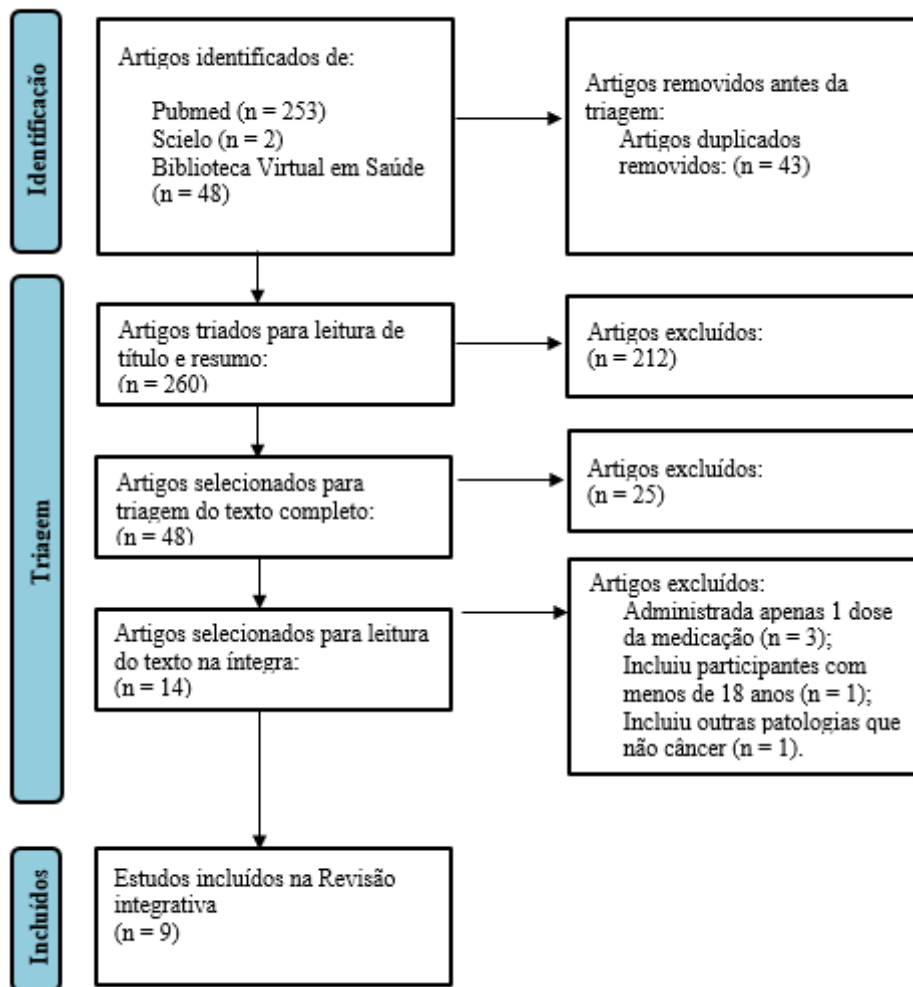 Identificação
Artigos identificados de:
Pubmed (n = 253)
Scielo (n = 2)
Biblioteca Virtual em Saúde
(n = 48)
Artigos removidos antes da
triagem:
Artigos duplicados
removidos: (n = 43)
Triagem
Artigos triados para leitura de
título e resumo:
(n = 260)
Artigos excluídos:
(n = 212)
Artigos selecionados para
triagem do texto completo:
(n = 48)
Artigos excluídos:
(n = 25)
Artigos selecionados para leitura
do texto na íntegra:
(n = 14)
Artigos excluídos:
Administrada apenas 1 dose
da medicação (n = 3);
Incluiu participantes com
menos de 18 anos (n = 1);
Incluiu outras patologias que
não câncer (n = 1).
Incluídos
Estudos incluídos na Revisão
integrativa
(n = 9)